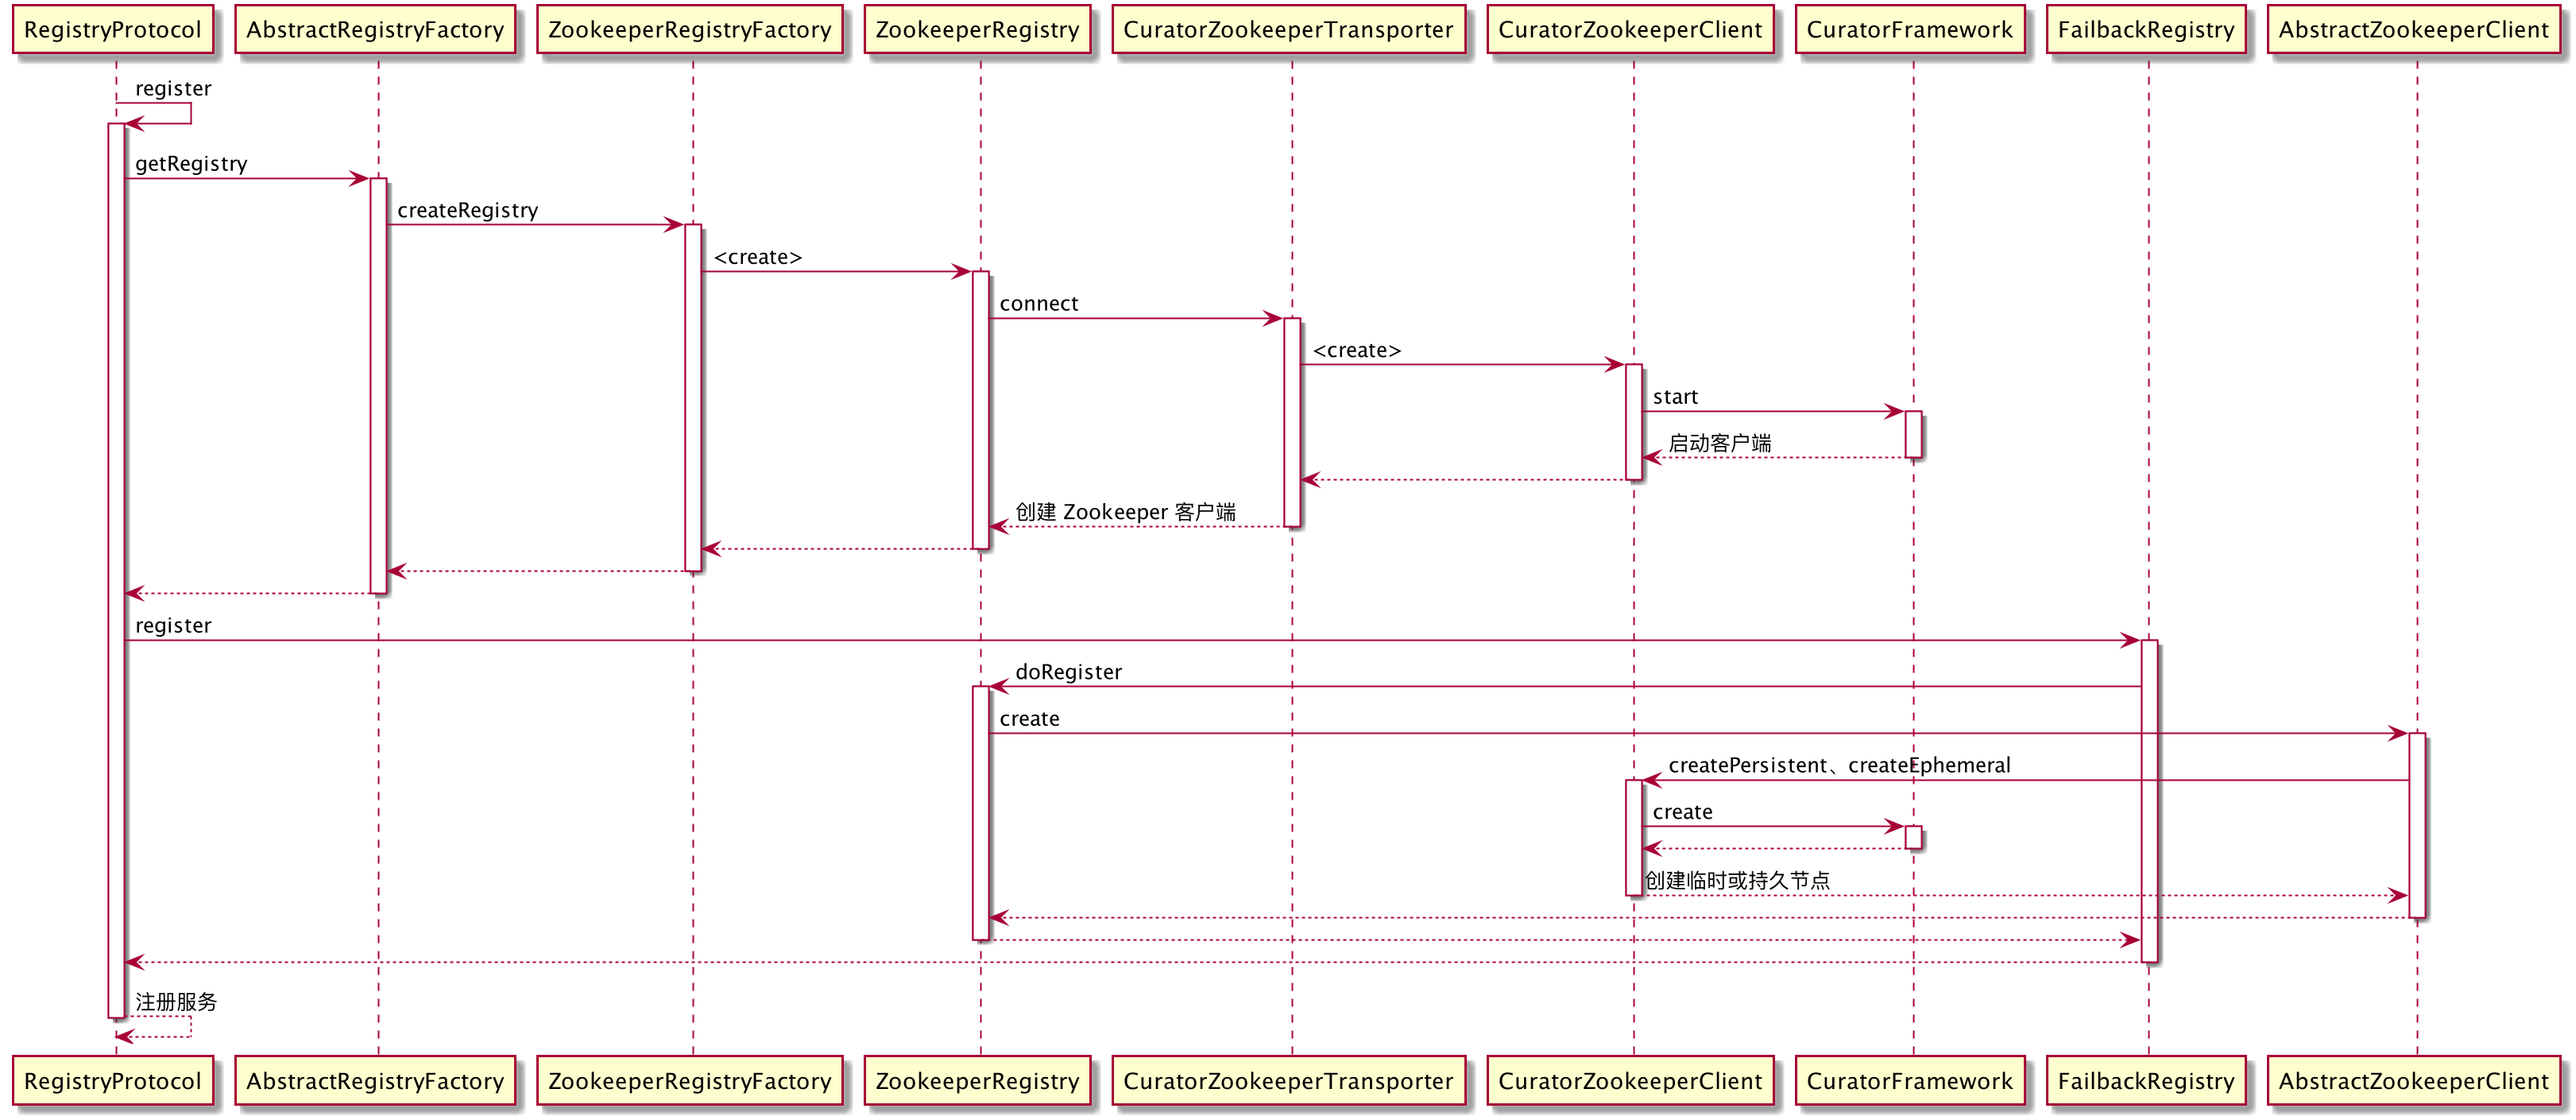 RegistryProtocol
AbstractRegistryFactory
ZookeeperRegistryFactory
ZookeeperRegistry
CuratorZookeeperTransporter
CuratorZookeeperClient
CuratorFramework
FailbackRegistry
AbstractZookeeperClient
register
getRegistry
createRegistry
<create>
connect
<create>
start
启动客户端
创建 Zookeeper 客户端
register
doRegister
create
createPersistent、createEphemeral
create
创建临时或持久节点
注册服务
RegistryProtocol
AbstractRegistryFactory
ZookeeperRegistryFactory
ZookeeperRegistry
CuratorZookeeperTransporter
CuratorZookeeperClient
CuratorFramework
FailbackRegistry
AbstractZookeeperClient